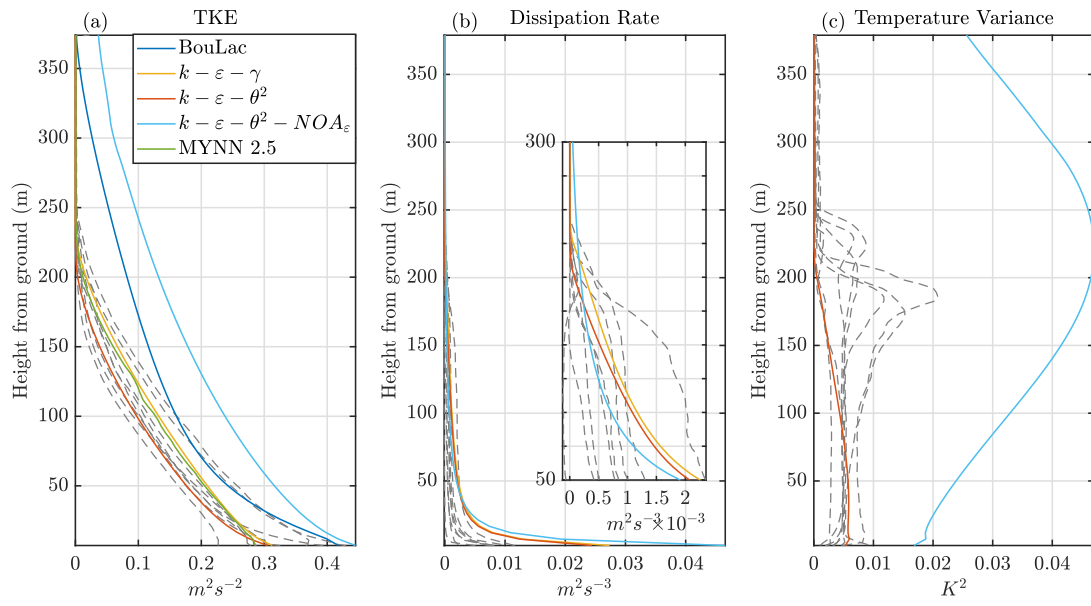 (a) TKE
BouLac
k − ε − γ
k − ε − θ²
k − ε − θ² − NOA_ε
MYNN 2.5
Height from ground (m)
350
300
250
200
150
100
50
0
0.1
0.2
0.3
0.4
m²s⁻²
(b) Dissipation Rate
Height from ground (m)
350
300
250
200
150
100
50
0
0.01
0.02
0.03
0.04
m²s⁻³
300
50
0
0.5
1
1.5
2
m²s⁻³
×10⁻³
(c) Temperature Variance
Height from ground (m)
350
300
250
200
150
100
50
0
0.01
0.02
0.03
0.04
K²